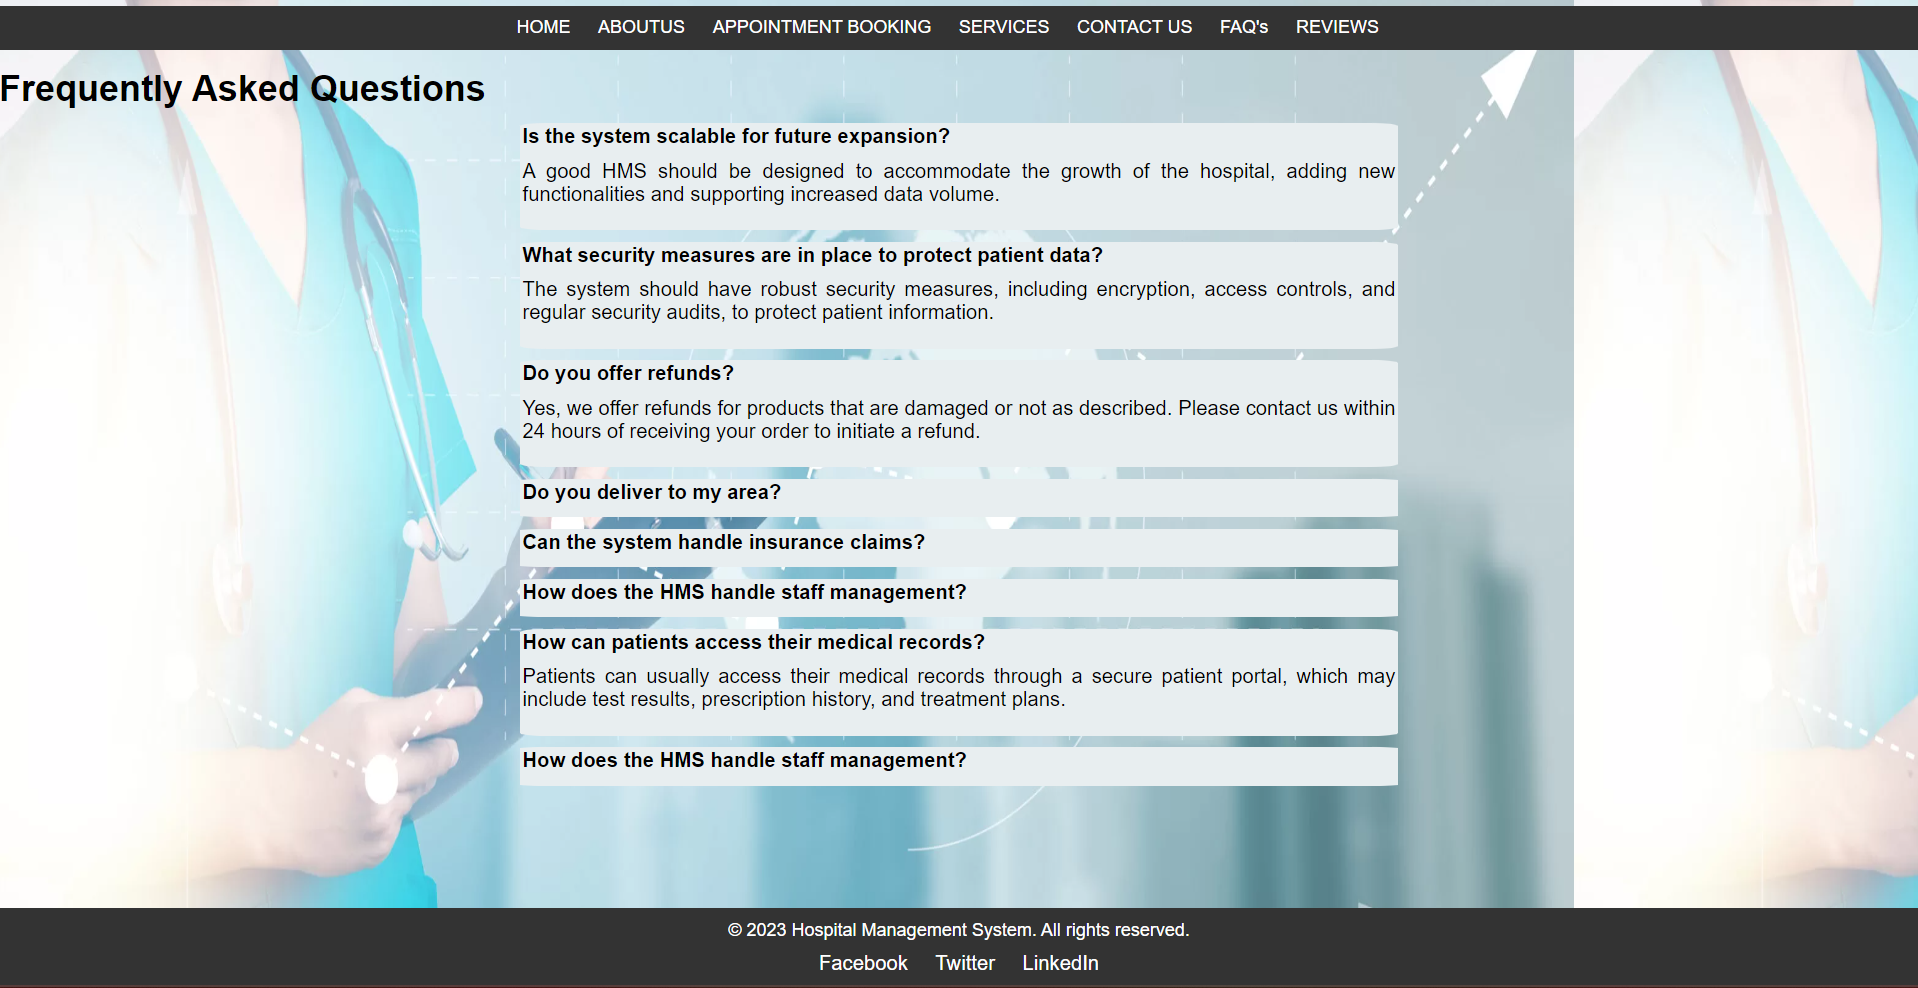 HOME ABOUTUS APPOINTMENT BOOKING SERVICES CONTACT US FAQ's REVIEWS
Frequently Asked Questions
Is the system scalable for future expansion?
A good HMS should be designed to accommodate the growth of the hospital, adding new
functionalities and supporting increased data volume.
What security measures are in place to protect patient data?
The system should have robust security measures, including encryption, access controls, and
regular security audits, to protect patient information.
Do you offer refunds?
Yes, we offer refunds for products that are damaged or not as described. Please contact us within
24 hours of receiving your order to initiate a refund.
Do you deliver to my area?
Can the system handle insurance claims?
How does the HMS handle staff management?
How can patients access their medical records?
Patients can usually access their medical records through a secure patient portal, which may
include test results, prescription history, and treatment plans.
How does the HMS handle staff management?
© 2023 Hospital Management System. All rights reserved.
Facebook Twitter LinkedIn